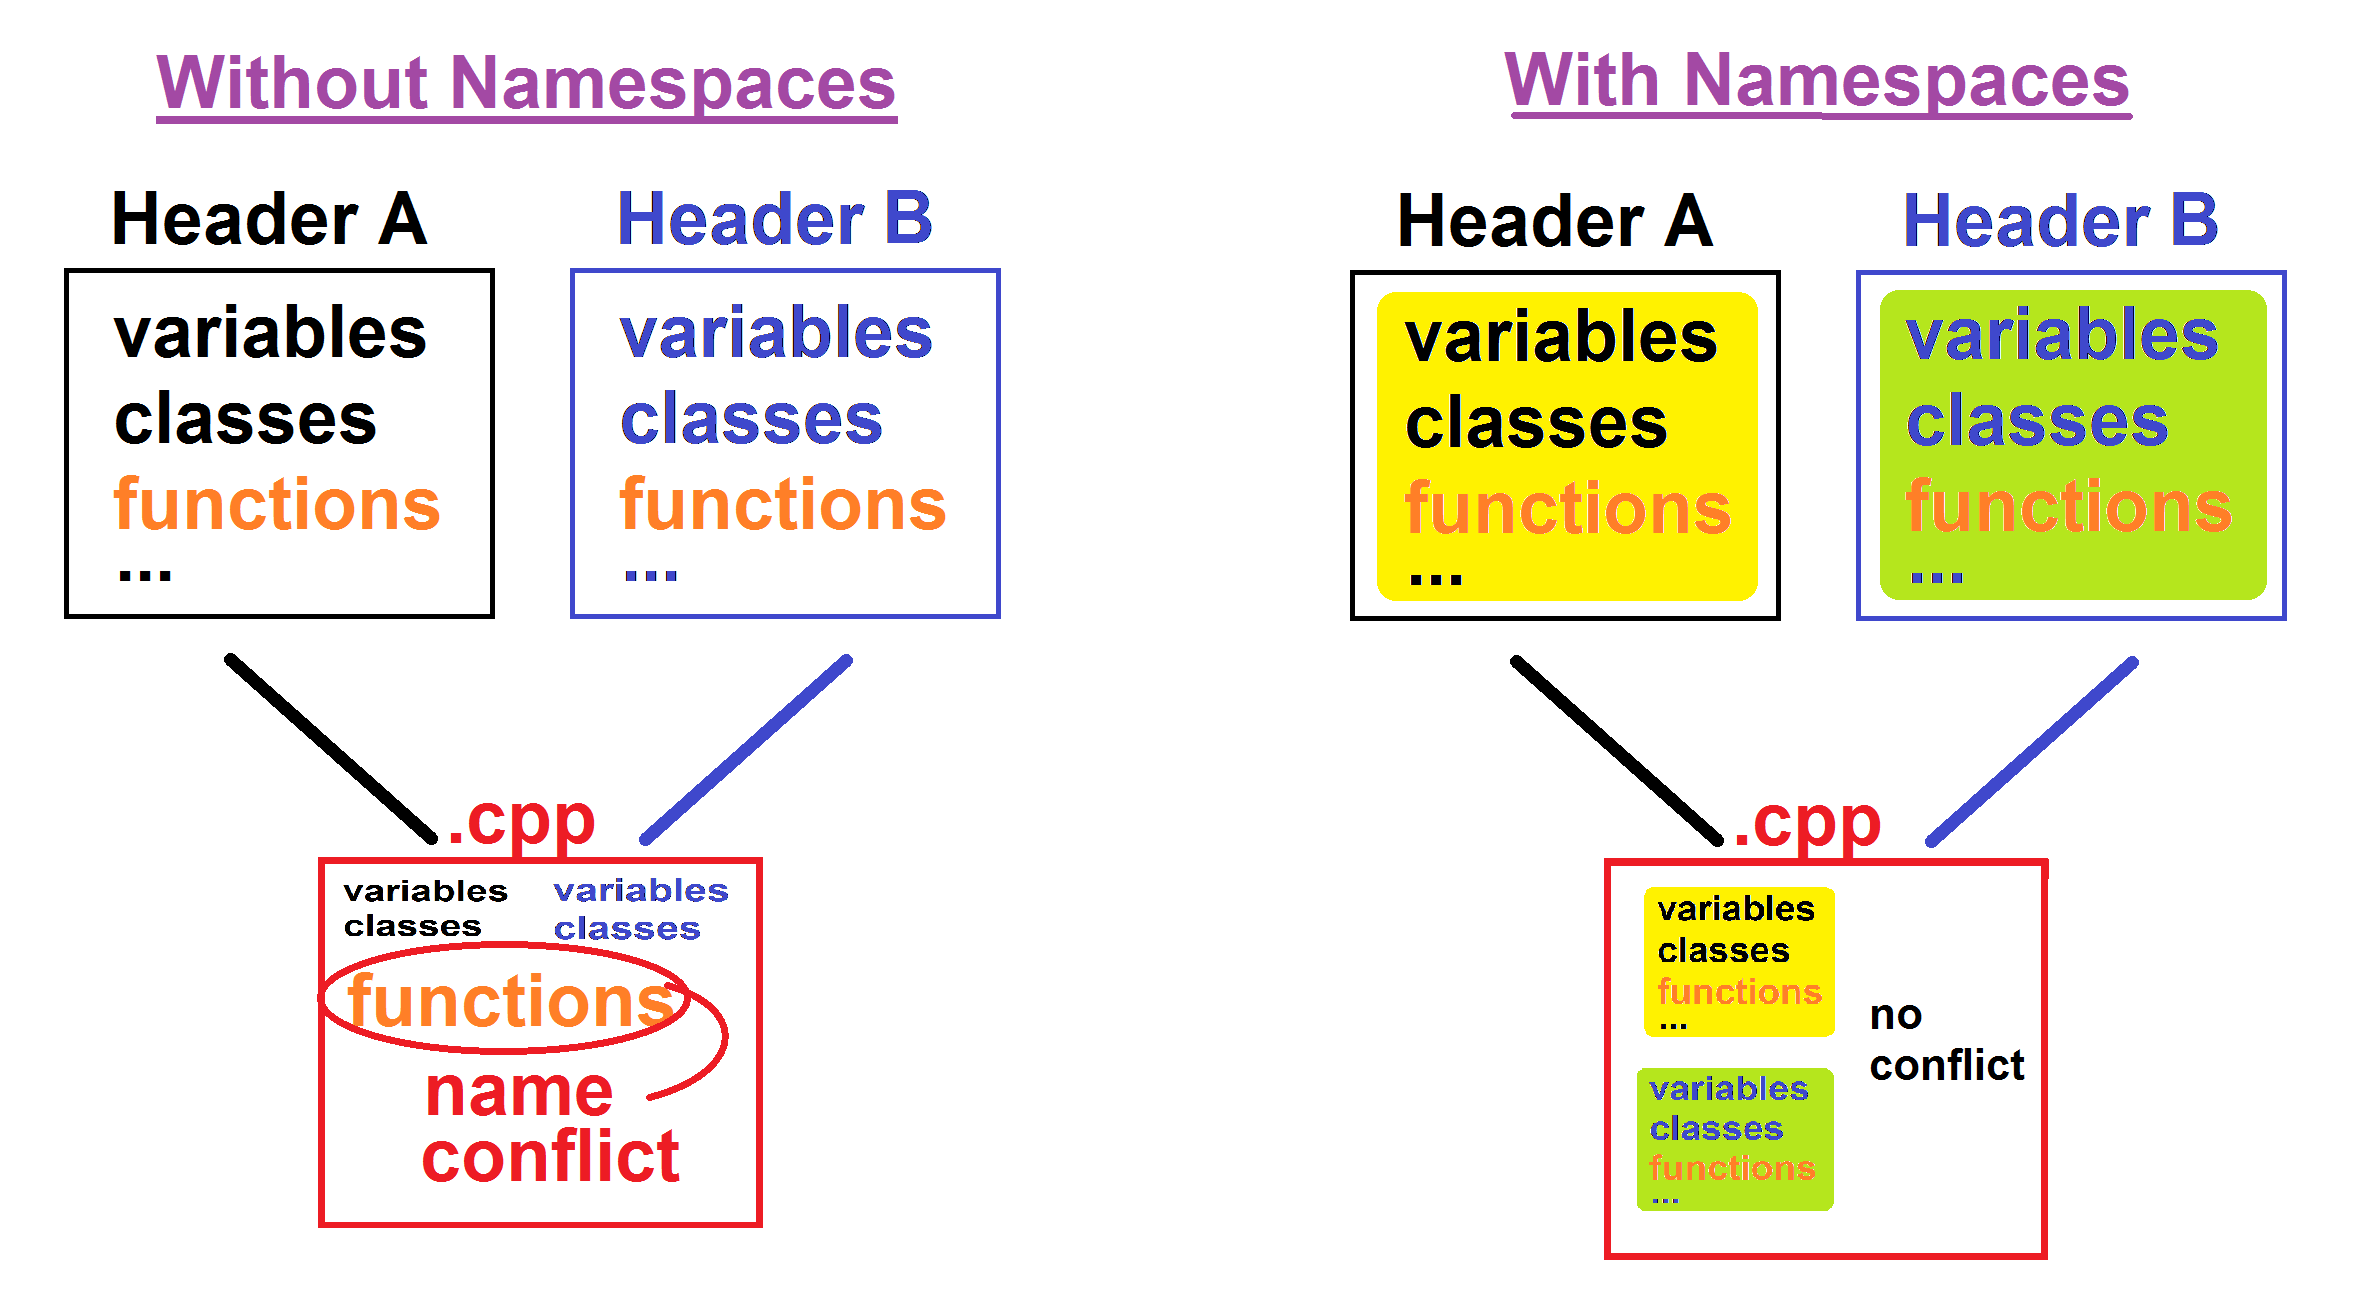 Without Namespaces
Header A
variables
classes
functions
...
Header B
variables
classes
functions
...
.cpp
variables
classes
variables
classes
functions
name
conflict
With Namespaces
Header A
variables
classes
functions
...
Header B
variables
classes
functions
...
.cpp
variables
classes
functions
...
variables
classes
functions
...
no
conflict